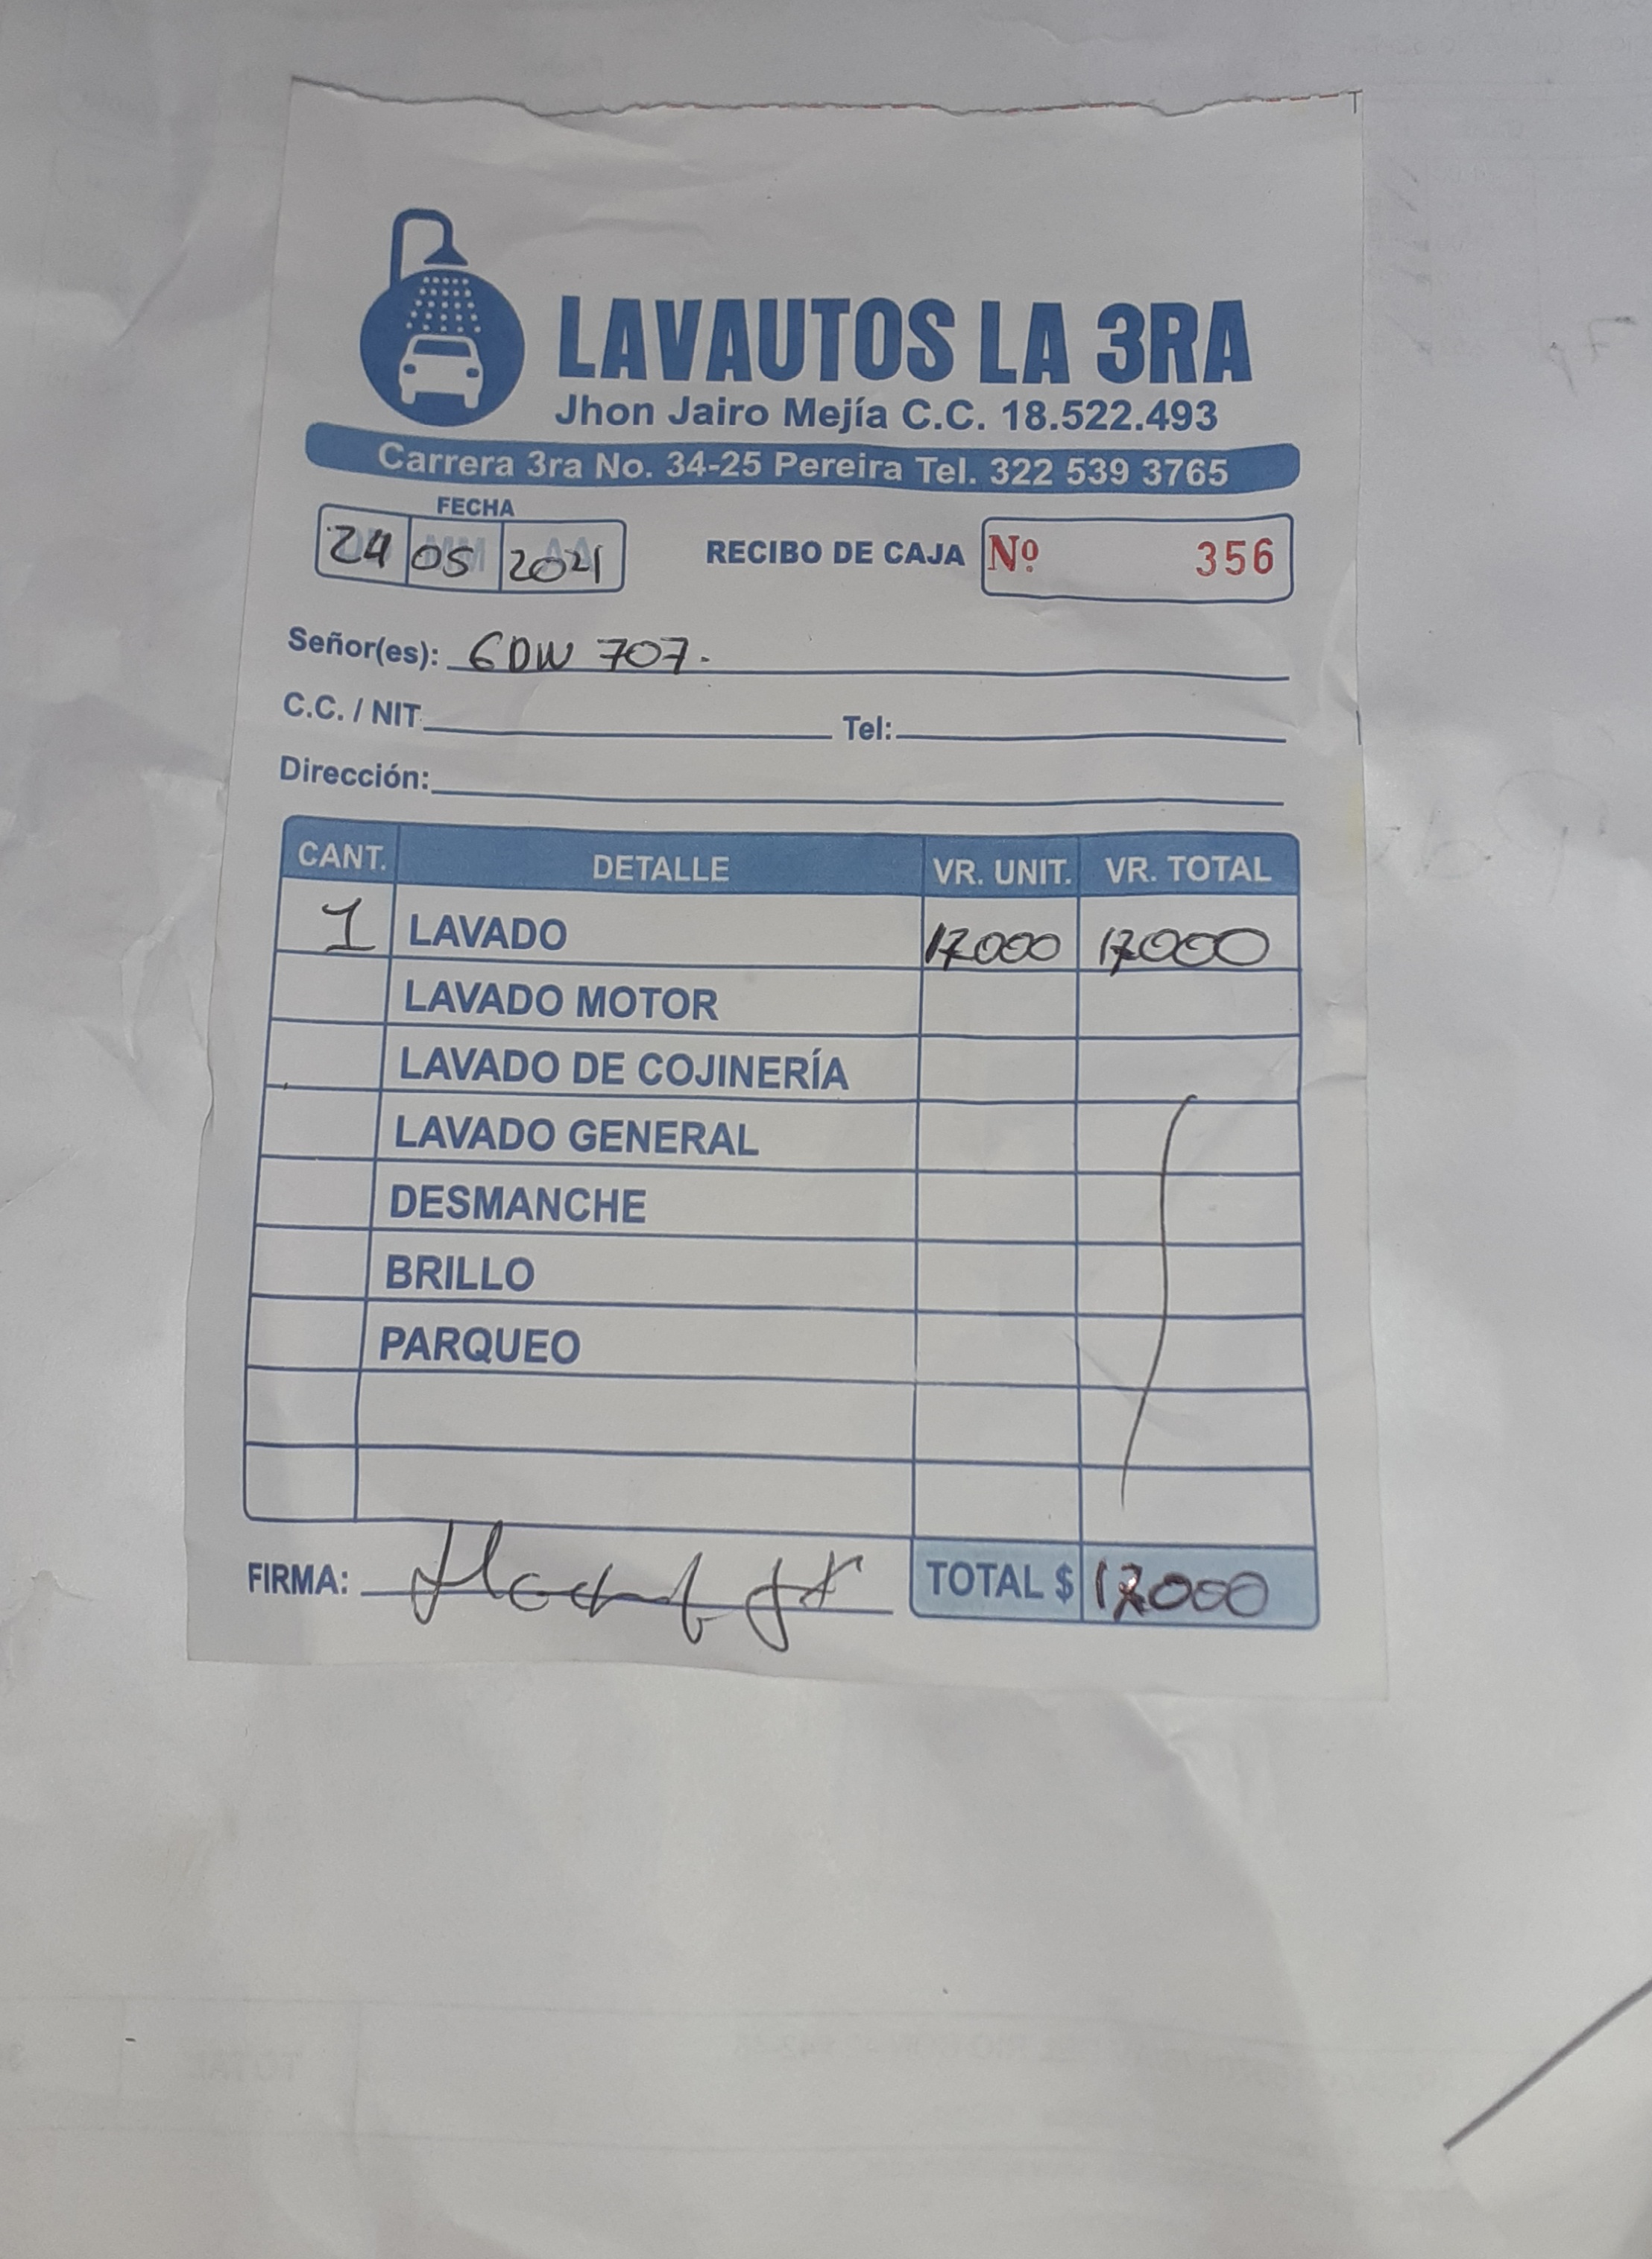 LAVAUTOS LA 3RA
Jhon Jairo Mejía C.C. 18.522.493
Carrera 3ra No. 34-25 Pereira Tel. 322 539 3765
FECHA
24 05 2021 RECIBO DE CAJA Nº 356
Señor(es): GDW 707.
C.C. / NIT Tel:
Dirección:
CANT. DETALLE VR. UNIT. VR. TOTAL
1 LAVADO 17000 17000
LAVADO MOTOR
LAVADO DE COJINERÍA
LAVADO GENERAL
DESMANCHE
BRILLO
PARQUEO
FIRMA: TOTAL $ 17000